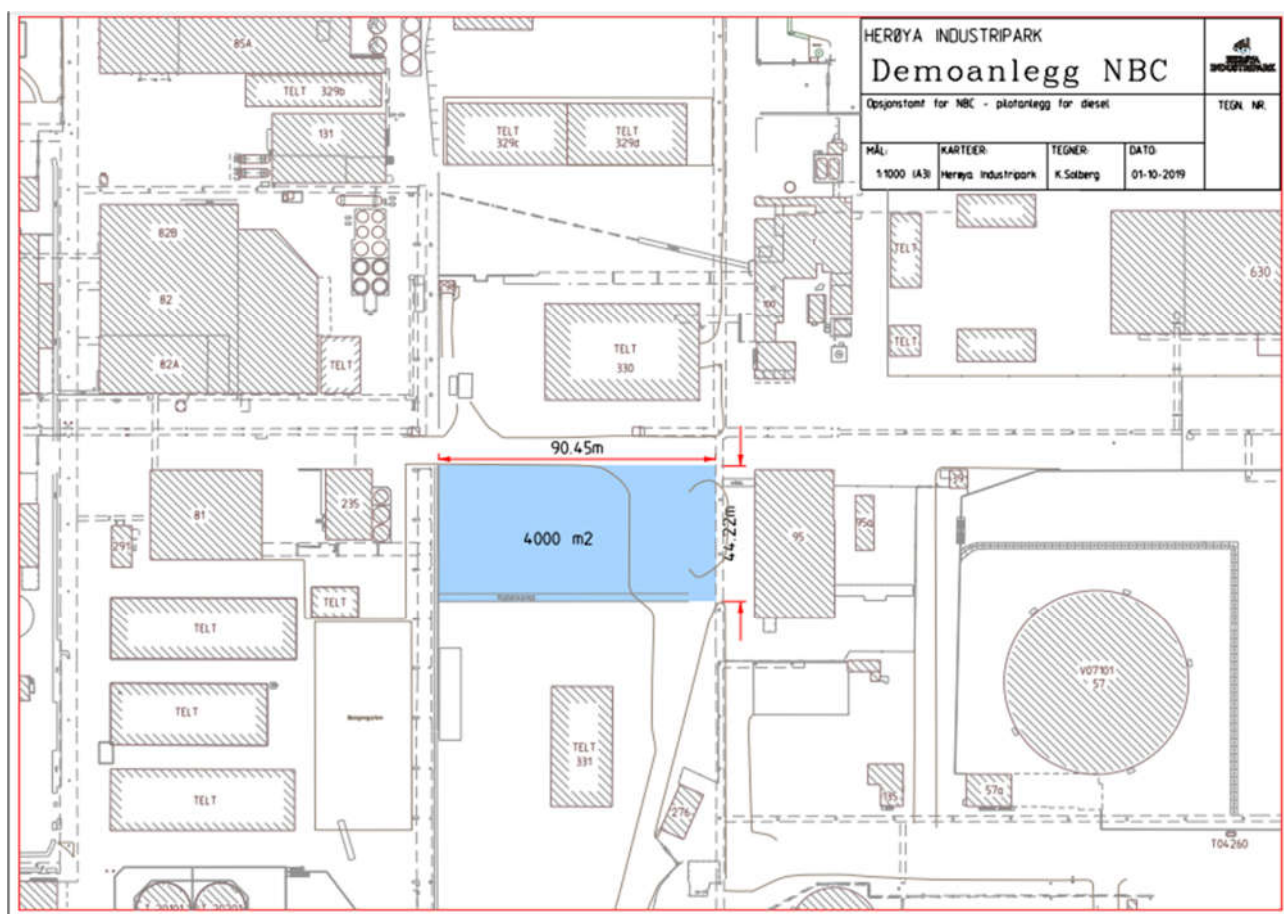 HERØYA INDUSTRIPARK
Demoanlegg NBC
HERØYA
INDUSTRIPARK
Opsjonstomt for NBC - pilotanlegg for diesel
TEGN. NR.
MÅL:
KARTEIER:
TEGNER:
DATO:
1:1000 (A3)
Herøya Industripark
K.Solberg
01-10-2019
85A
TELT 329b
131
TELT
329c
TELT
329d
82B
82
82A
TELT
TELT
330
100
TELT
TELT
630
90.45m
44.22m
4000 m2
81
235
291
TELT
TELT
TELT
TELT
95
95a
V07101
57
57a
TELT
331
276
135
T04260